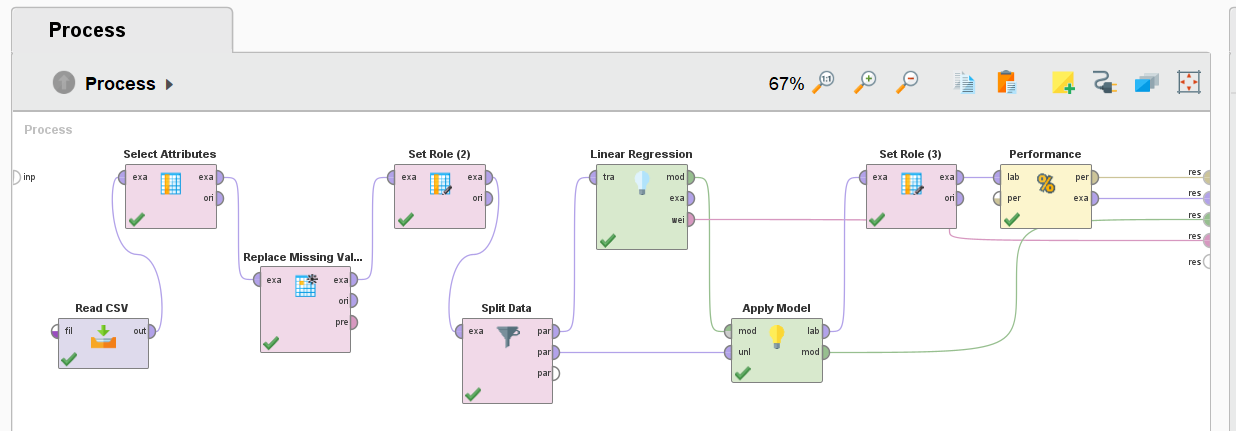 Process
Process
67%
1:1
Process
inp
Select Attributes
exa exa
ori
Replace Missing Val...
exa exa
ori
pre
Read CSV
fil out
Set Role (2)
exa exa
ori
Split Data
exa par
par
par
Linear Regression
tra mod
exa
wei
Apply Model
mod lab
unl mod
Set Role (3)
exa exa
ori
Performance
%
lab per
per exa
res
res
res
res
res